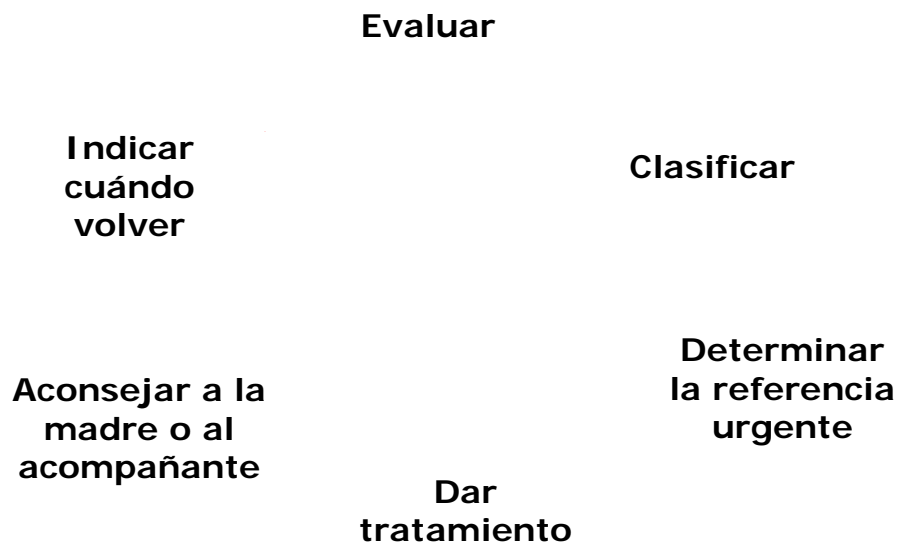 Evaluar
Clasificar
Determinar
la referencia
urgente
Dar
tratamiento
Aconsejar a la
madre o al
acompañante
Indicar
cuándo
volver